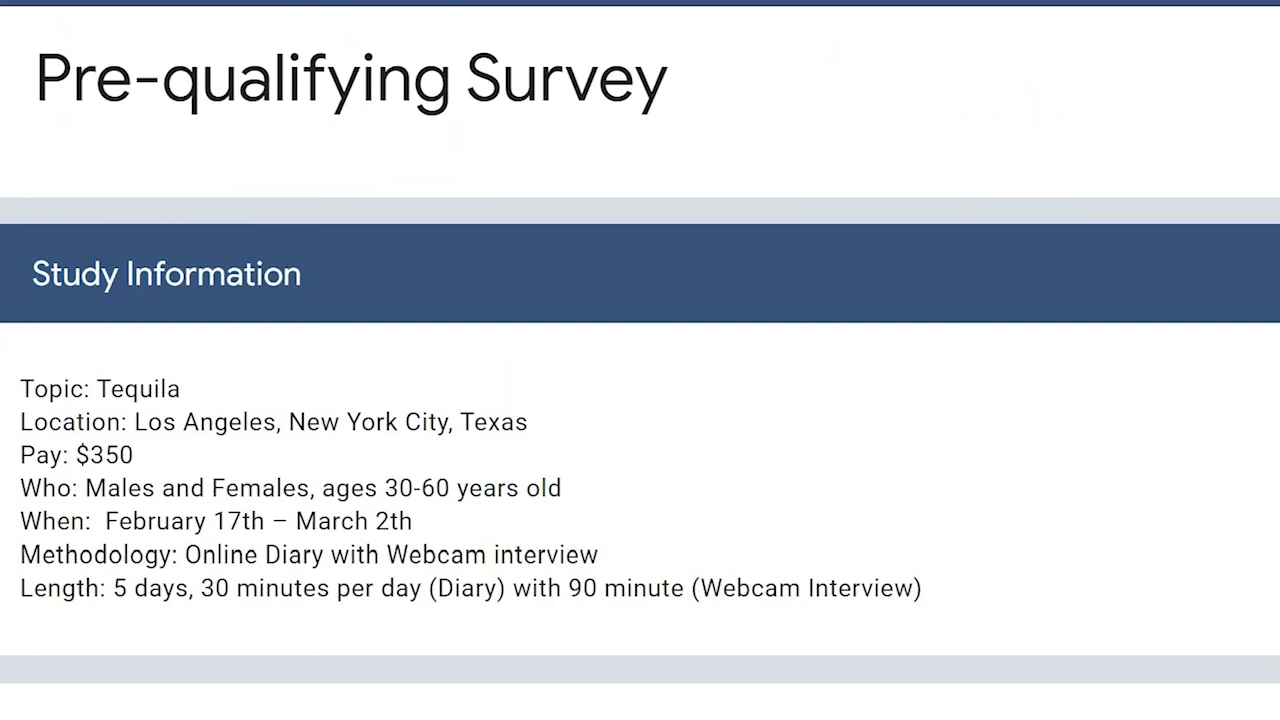 Pre-qualifying Survey
Study Information
Topic: Tequila
Location: Los Angeles, New York City, Texas
Pay: $350
Who: Males and Females, ages 30-60 years old
When:  February 17th – March 2th
Methodology: Online Diary with Webcam interview
Length: 5 days, 30 minutes per day (Diary) with 90 minute (Webcam Interview)